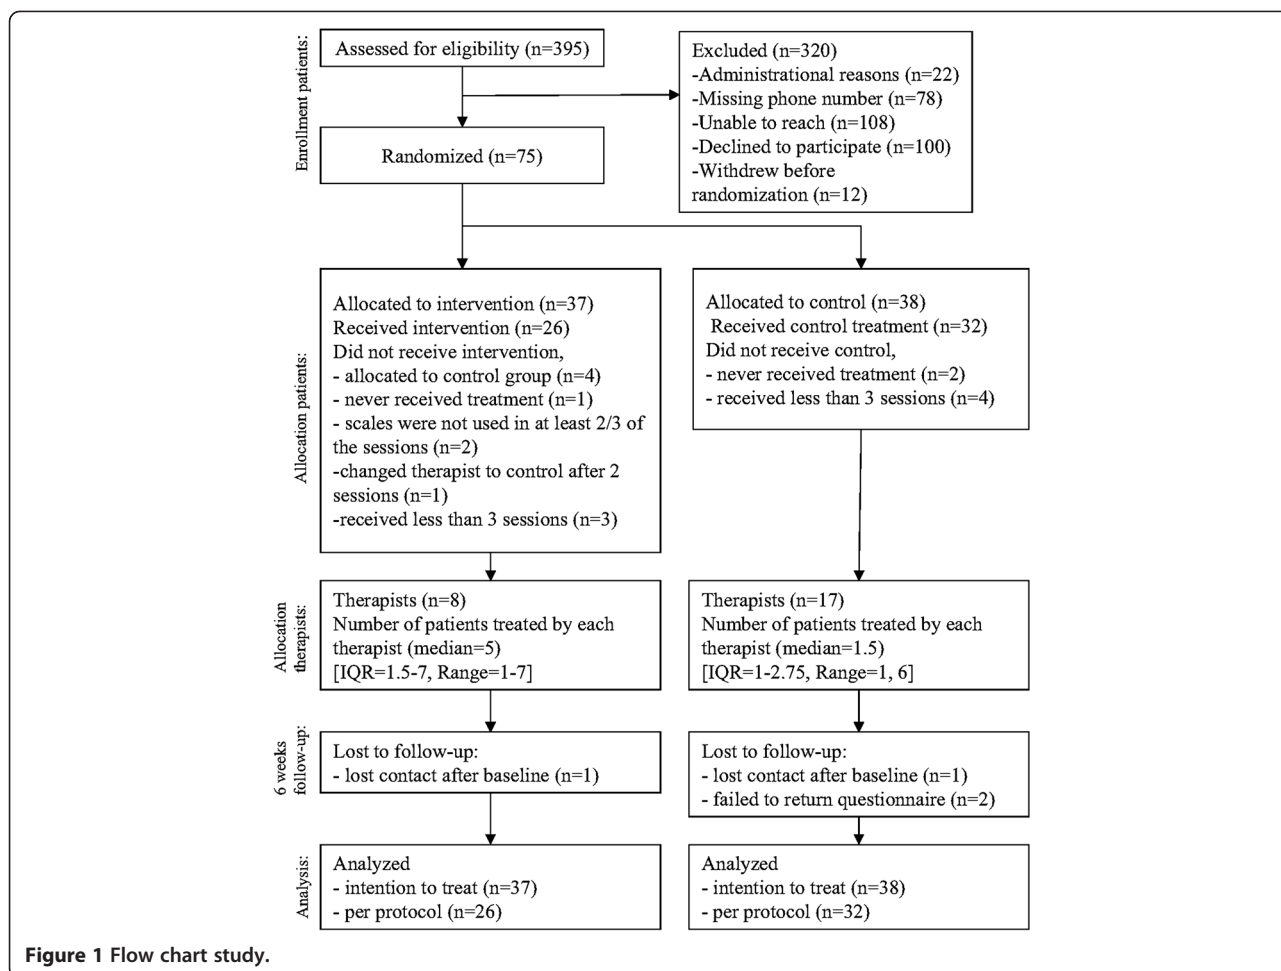 Enrollment patients:
Assessed for eligibility (n=395)
Excluded (n=320)
-Administrational reasons (n=22)
-Missing phone number (n=78)
-Unable to reach (n=108)
-Declined to participate (n=100)
-Withdrew before
randomization (n=12)
Randomized (n=75)
Allocation patients:
Allocated to intervention (n=37)
Received intervention (n=26)
Did not receive intervention,
- allocated to control group (n=4)
- never received treatment (n=1)
- scales were not used in at least 2/3 of
the sessions (n=2)
-changed therapist to control after 2
sessions (n=1)
-received less than 3 sessions (n=3)
Allocated to control (n=38)
Received control treatment (n=32)
Did not receive control,
- never received treatment (n=2)
- received less than 3 sessions (n=4)
Allocation
therapists:
Therapists (n=8)
Number of patients treated by each
therapist (median=5)
[IQR=1.5-7, Range=1-7]
Therapists (n=17)
Number of patients treated by each
therapist (median=1.5)
[IQR=1-2.75, Range=1, 6]
6 weeks
follow-up:
Lost to follow-up:
- lost contact after baseline (n=1)
Lost to follow-up:
- lost contact after baseline (n=1)
- failed to return questionnaire (n=2)
Analysis:
Analyzed
- intention to treat (n=37)
- per protocol (n=26)
Analyzed
- intention to treat (n=38)
- per protocol (n=32)
Figure 1 Flow chart study.